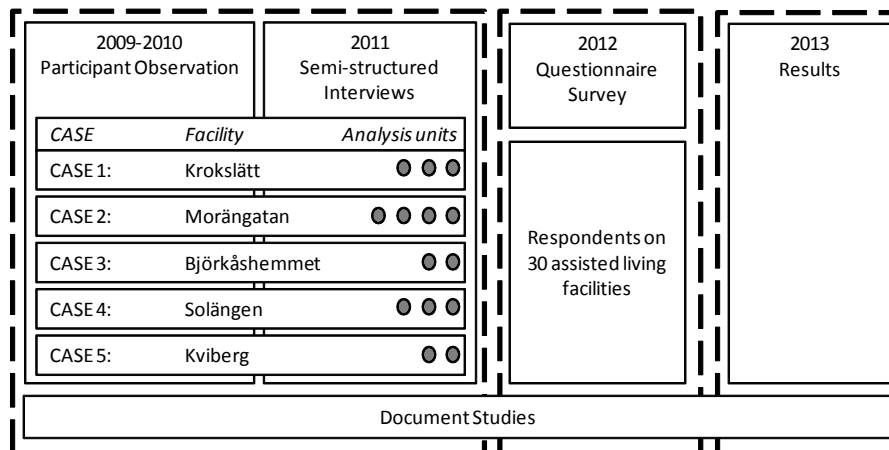 2009-2010
Participant Observation
2011
Semi-structured
Interviews
2012
Questionnaire
Survey
2013
Results
CASE Facility Analysis units
CASE 1: Krokslätt
CASE 2: Morängatan
CASE 3: Björkåshemmet
CASE 4: Solängen
CASE 5: Kviberg
Respondents on
30 assisted living
facilities
Document Studies